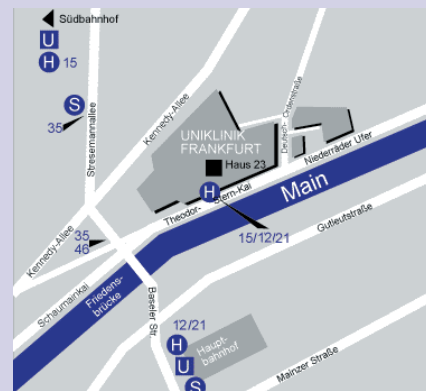 Südbahnhof
U
H 15
S
35
Stresemannallee
Kennedy-Allee
UNIKLINIK
FRANKFURT
Haus 23
Deutsch-Ordenstraße
Niederräder Ufer
H
Theodor-Stern-Kai
Main
15/12/21
Gutleutstraße
Kennedy-Allee
35
46
Schaumainkai
Friedens-
brücke
Baseler Str.
12/21
H
U
S
Haupt-
bahnhof
Mainzer Straße